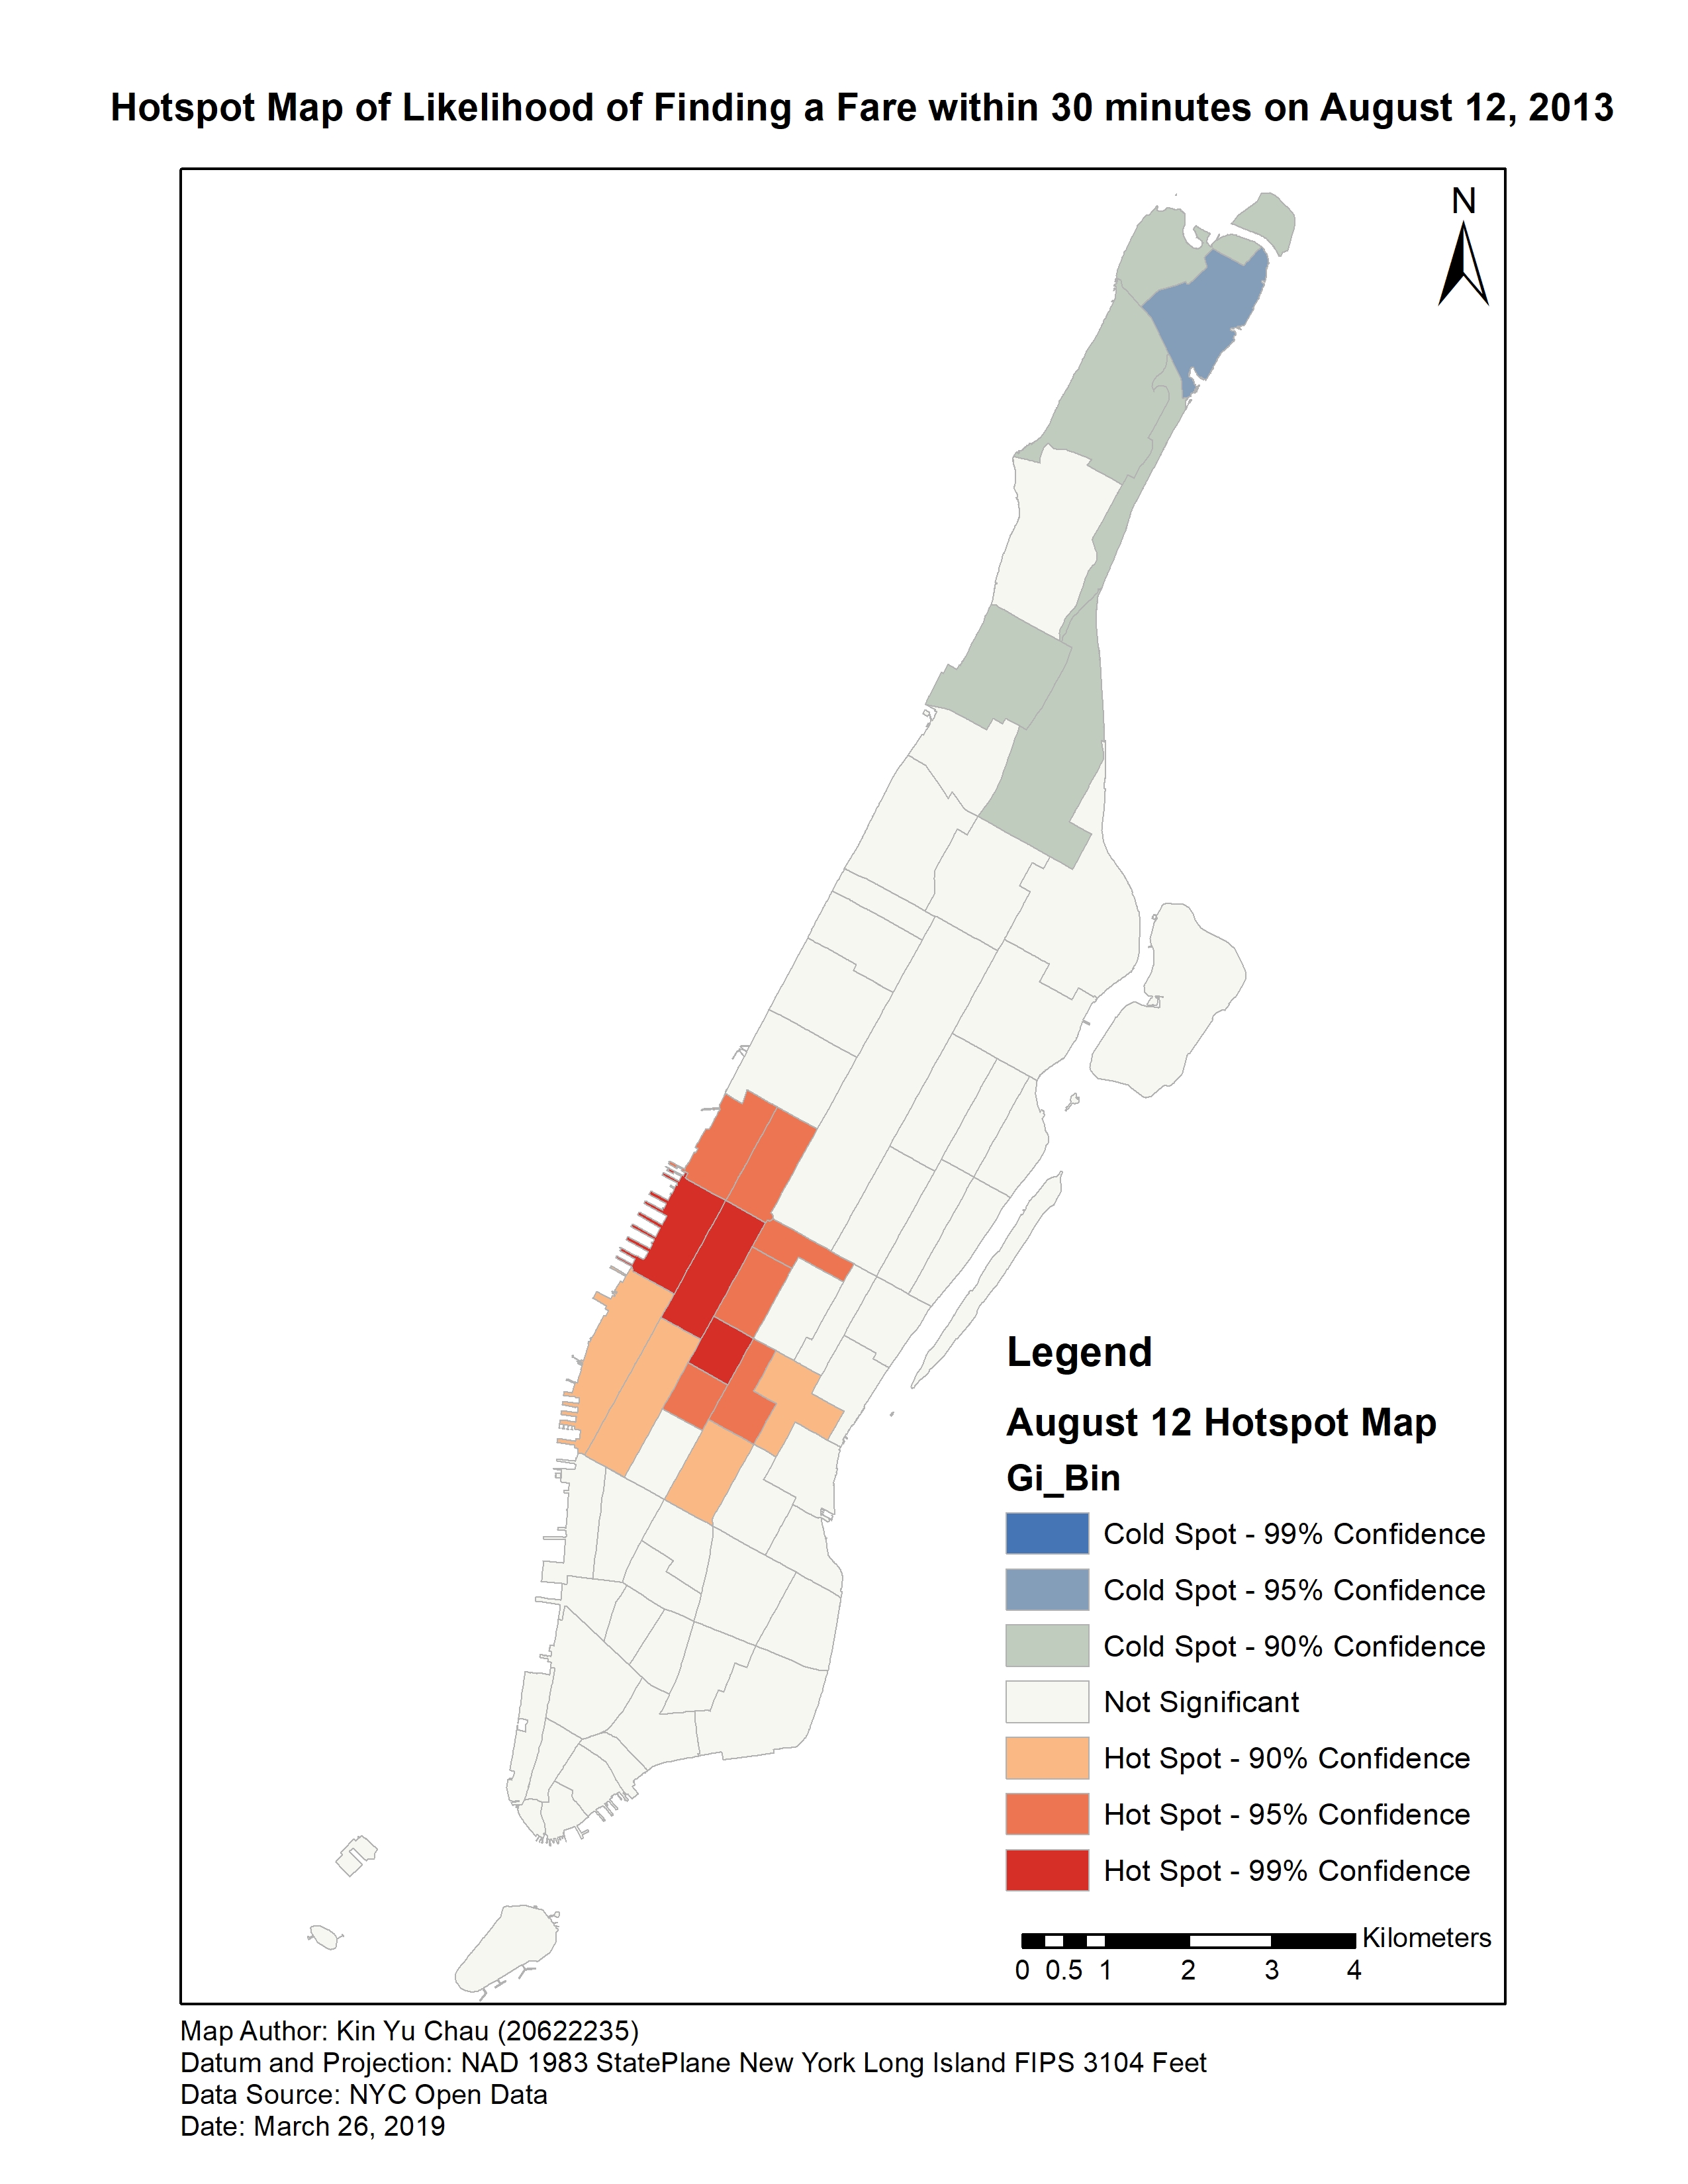 Hotspot Map of Likelihood of Finding a Fare within 30 minutes on August 12, 2013
N
Legend
August 12 Hotspot Map
Gi_Bin
Cold Spot - 99% Confidence
Cold Spot - 95% Confidence
Cold Spot - 90% Confidence
Not Significant
Hot Spot - 90% Confidence
Hot Spot - 95% Confidence
Hot Spot - 99% Confidence
Kilometers
0 0.5 1 2 3 4
Map Author: Kin Yu Chau (20622235)
Datum and Projection: NAD 1983 StatePlane New York Long Island FIPS 3104 Feet
Data Source: NYC Open Data
Date: March 26, 2019